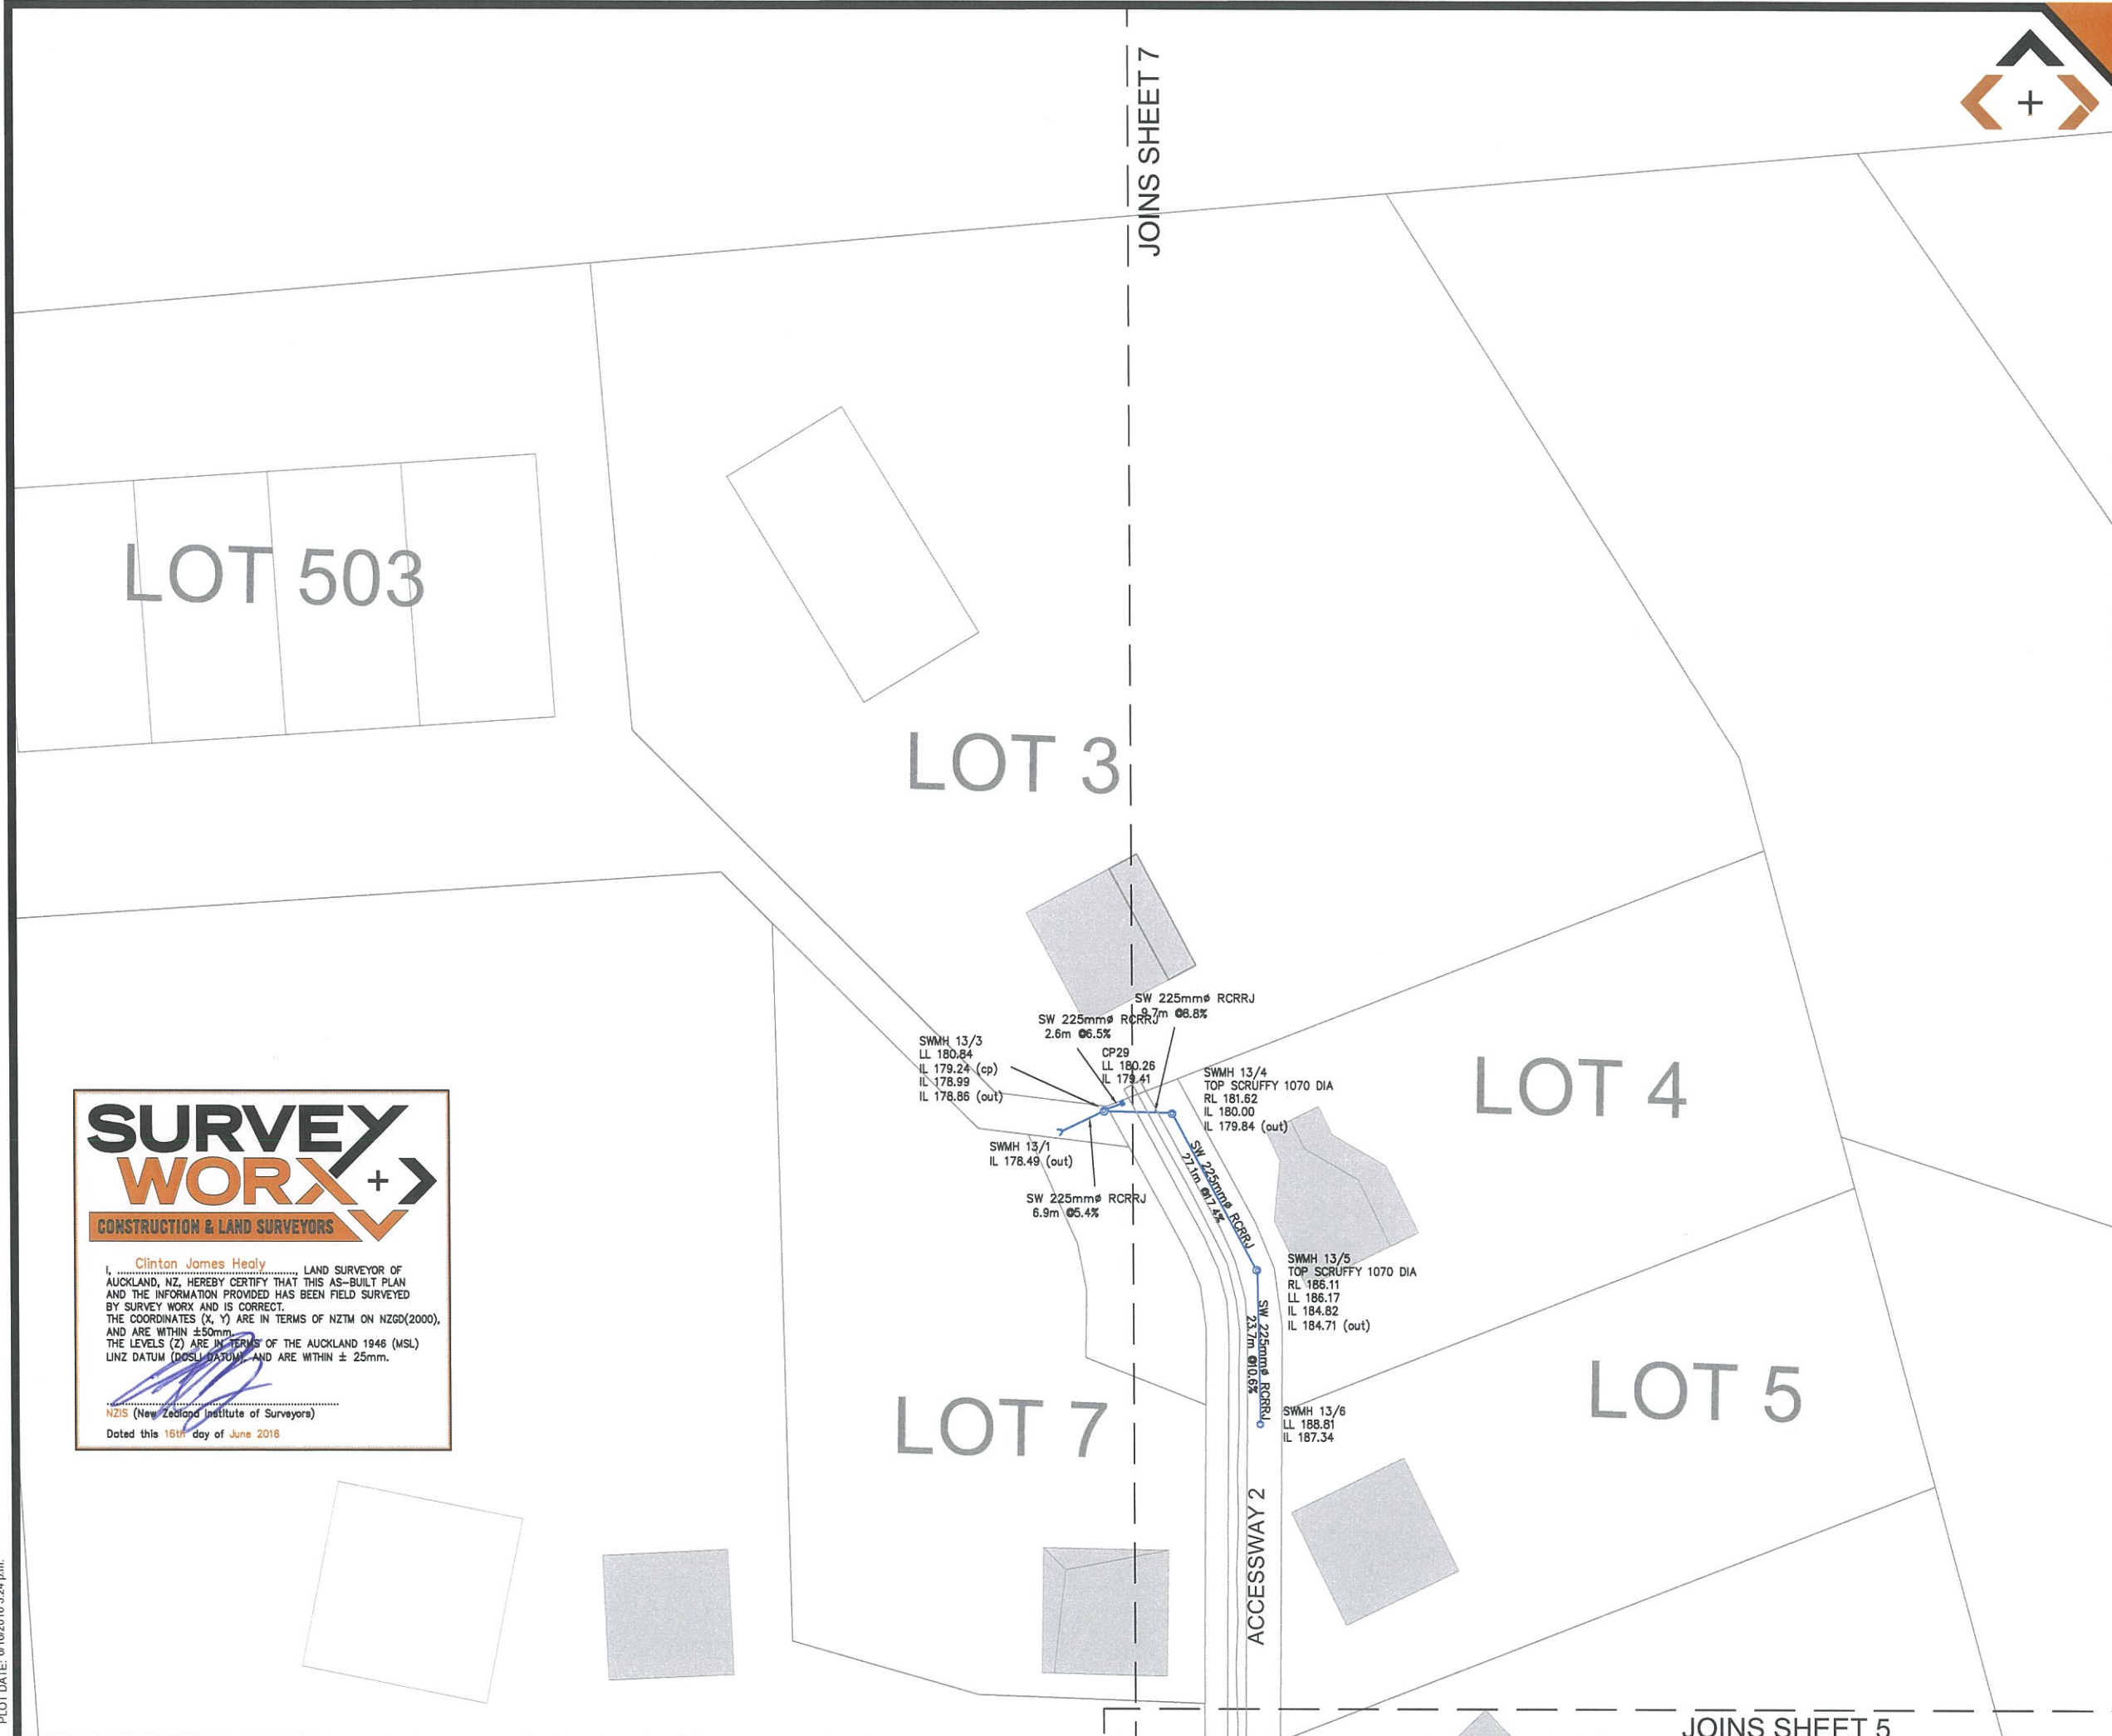 JOINS SHEET 7
LOT 503
LOT 3
SW 225mmø RCRRJ
9.7m @8.8%
SW 225mmø RCRRJ
2.6m @6.5%
SWMH 13/3
LL 180.84
IL 179.24 (cp)
IL 178.99
IL 178.86 (out)
CP29
LL 180.26
IL 179.41
SWMH 13/4
TOP SCRUFFY 1070 DIA
RL 181.62
IL 180.00
IL 179.84 (out)
LOT 4
SWMH 13/1
IL 178.49 (out)
SW 225mmø RCRRJ
6.9m @5.4%
SW 225mmø RCRRJ
27.1m @17.4%
SWMH 13/5
TOP SCRUFFY 1070 DIA
RL 186.11
LL 186.17
IL 184.82
IL 184.71 (out)
SW 225mmø RCRRJ
23.7m @10.6%
LOT 5
LOT 7
SWMH 13/6
LL 188.81
IL 187.34
ACCESSWAY 2
JOINS SHEET 5
SURVEY
WORX
CONSTRUCTION & LAND SURVEYORS
I, Clinton James Healy, LAND SURVEYOR OF
AUCKLAND, NZ, HEREBY CERTIFY THAT THIS AS-BUILT PLAN
AND THE INFORMATION PROVIDED HAS BEEN FIELD SURVEYED
BY SURVEY WORX AND IS CORRECT.
THE COORDINATES (X, Y) ARE IN TERMS OF NZTM ON NZGD(2000),
AND ARE WITHIN ±50mm.
THE LEVELS (Z) ARE IN TERMS OF THE AUCKLAND 1946 (MSL)
LINZ DATUM (DOSLI DATUM), AND ARE WITHIN ± 25mm.
NZIS (New Zealand Institute of Surveyors)
Dated this 16th day of June 2016
PLOT DATE: